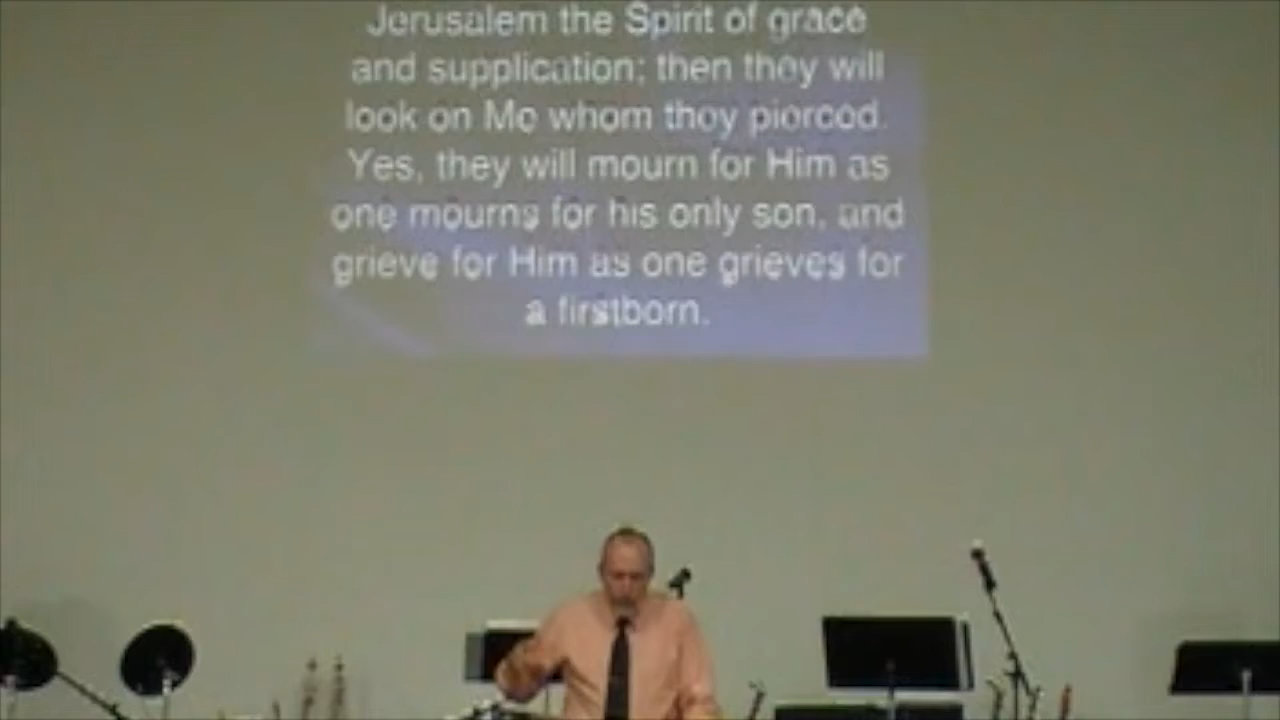 Jerusalem the Spirit of grace
and supplication; then they will
look on Me whom they pierced.
Yes, they will mourn for Him as
one mourns for his only son, and
grieve for Him as one grieves for
a firstborn.